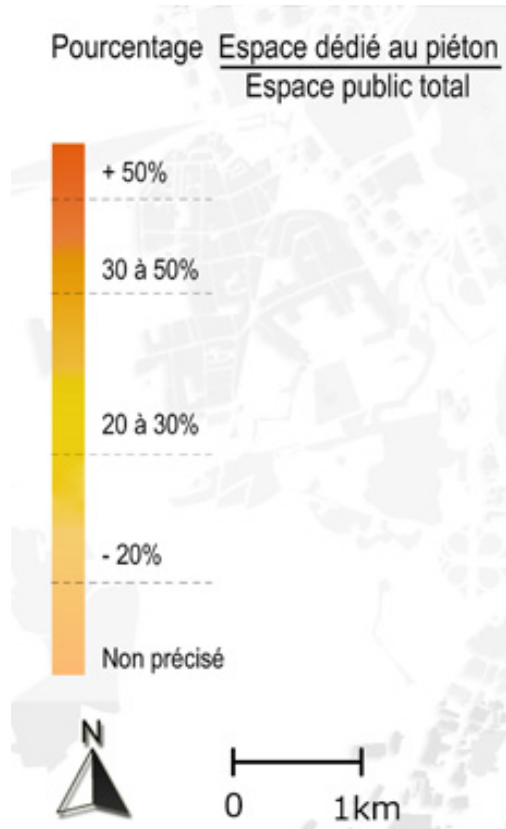 Pourcentage Espace dédié au piéton
Espace public total
+ 50%
30 à 50%
20 à 30%
- 20%
Non précisé
N
0 1km